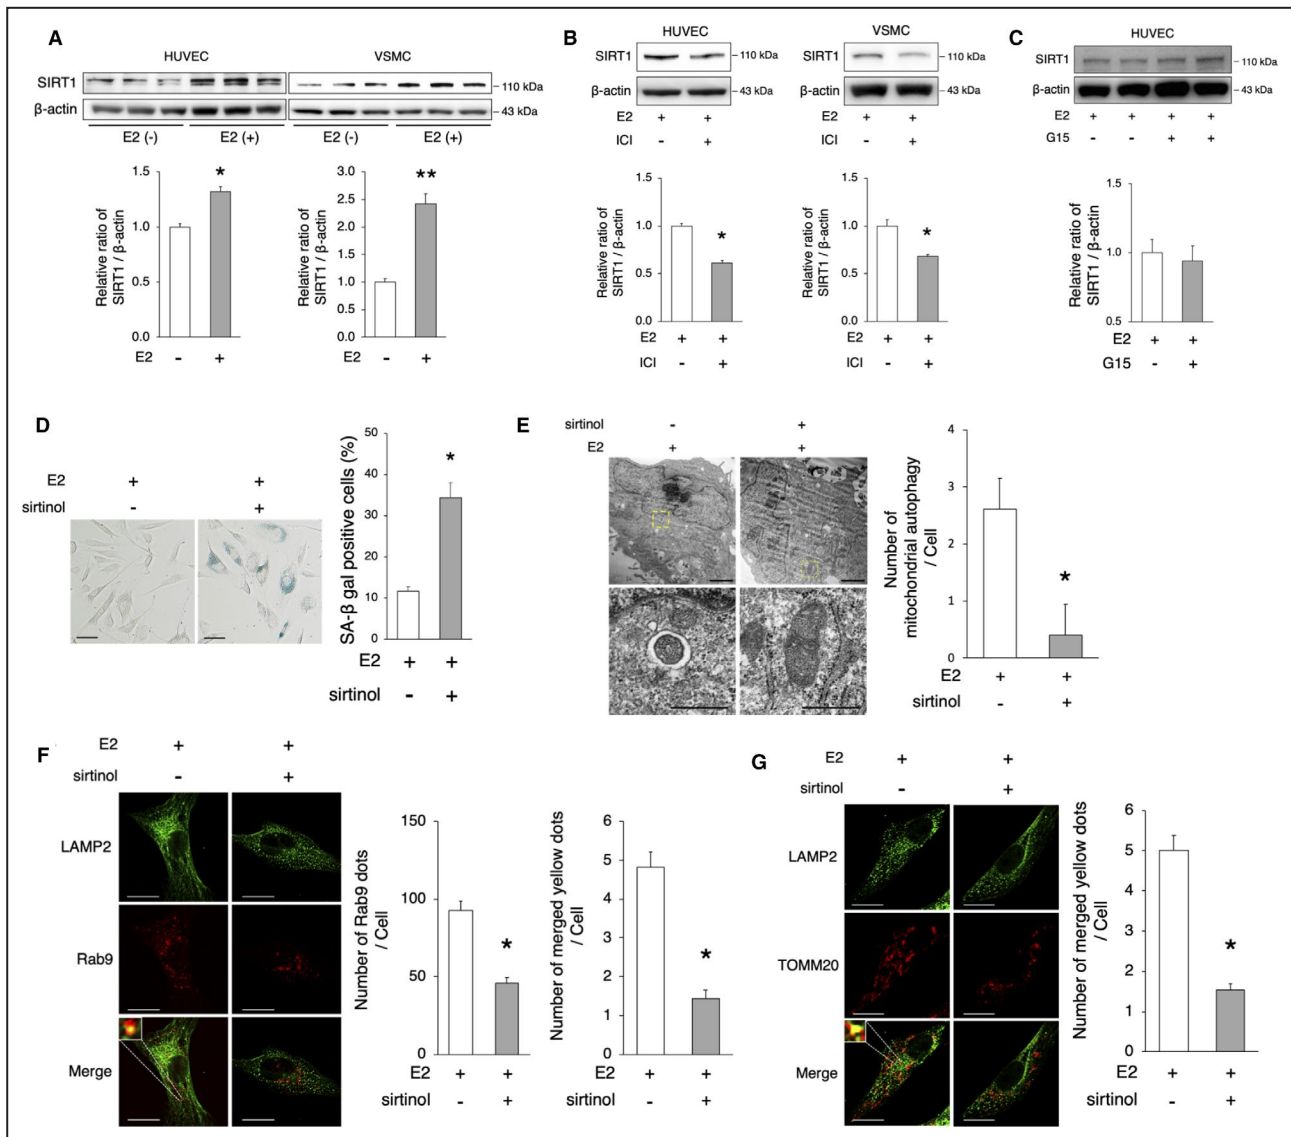 A
HUVEC
VSMC
SIRT1
110 kDa
β-actin
43 kDa
E2 (-)
E2 (+)
E2 (-)
E2 (+)
Relative ratio of
SIRT1 / β-actin
1.5
1.0
0.5
0.0
*
E2
-
+
Relative ratio of
SIRT1 / β-actin
3.0
2.5
2.0
1.5
1.0
0.5
0.0
**
E2
-
+
B
HUVEC
SIRT1
110 kDa
β-actin
43 kDa
E2 + +
ICI - +
Relative ratio of
SIRT1 / β-actin
1.5
1.0
0.5
0.0
*
E2 + +
ICI - +
VSMC
SIRT1
110 kDa
β-actin
43 kDa
E2 + +
ICI - +
Relative ratio of
SIRT1 / β-actin
1.5
1.0
0.5
0.0
*
E2 + +
ICI - +
C
HUVEC
SIRT1
110 kDa
β-actin
43 kDa
E2 + + + +
G15 - - + +
Relative ratio of
SIRT1 / β-actin
1.5
1.0
0.5
E2 + +
G15 - +
D
E2 + +
sirtinol - +
SA-β gal positive cells (%)
50
40
30
20
10
0
*
E2 + +
sirtinol - +
E
sirtinol - +
E2 + +
Number of
mitochondrial autophagy
/ Cell
4
3
2
1
0
*
E2 + +
sirtinol - +
F
E2 + +
sirtinol - +
LAMP2
Rab9
Merge
Number of Rab9 dots
/ Cell
150
100
50
0
*
E2 + +
sirtinol - +
Number of merged yellow dots
/ Cell
6
5
4
3
2
1
0
*
E2 + +
sirtinol - +
G
E2 + +
sirtinol - +
LAMP2
TOMM20
Merge
Number of merged yellow dots
/ Cell
6
5
4
3
2
1
0
*
E2 + +
sirtinol - +